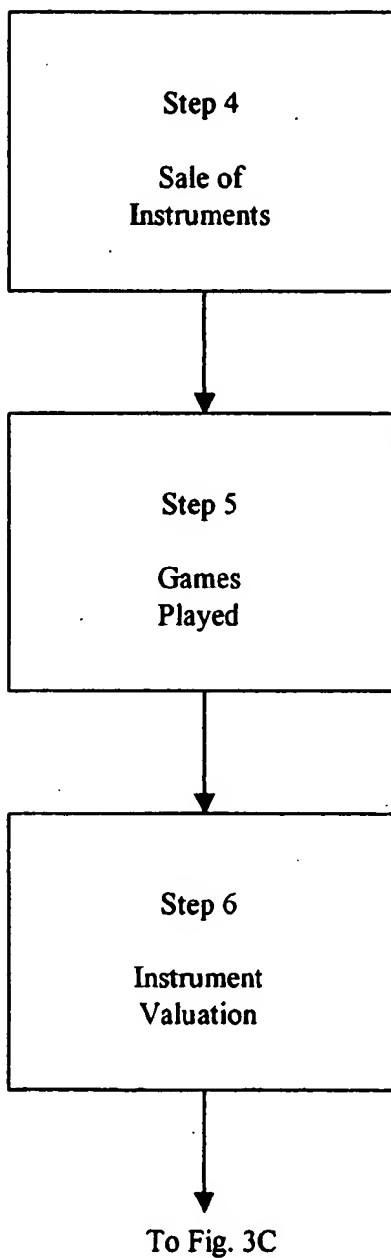 Step 4
Sale of
Instruments
Step 5
Games
Played
Step 6
Instrument
Valuation
To Fig. 3C